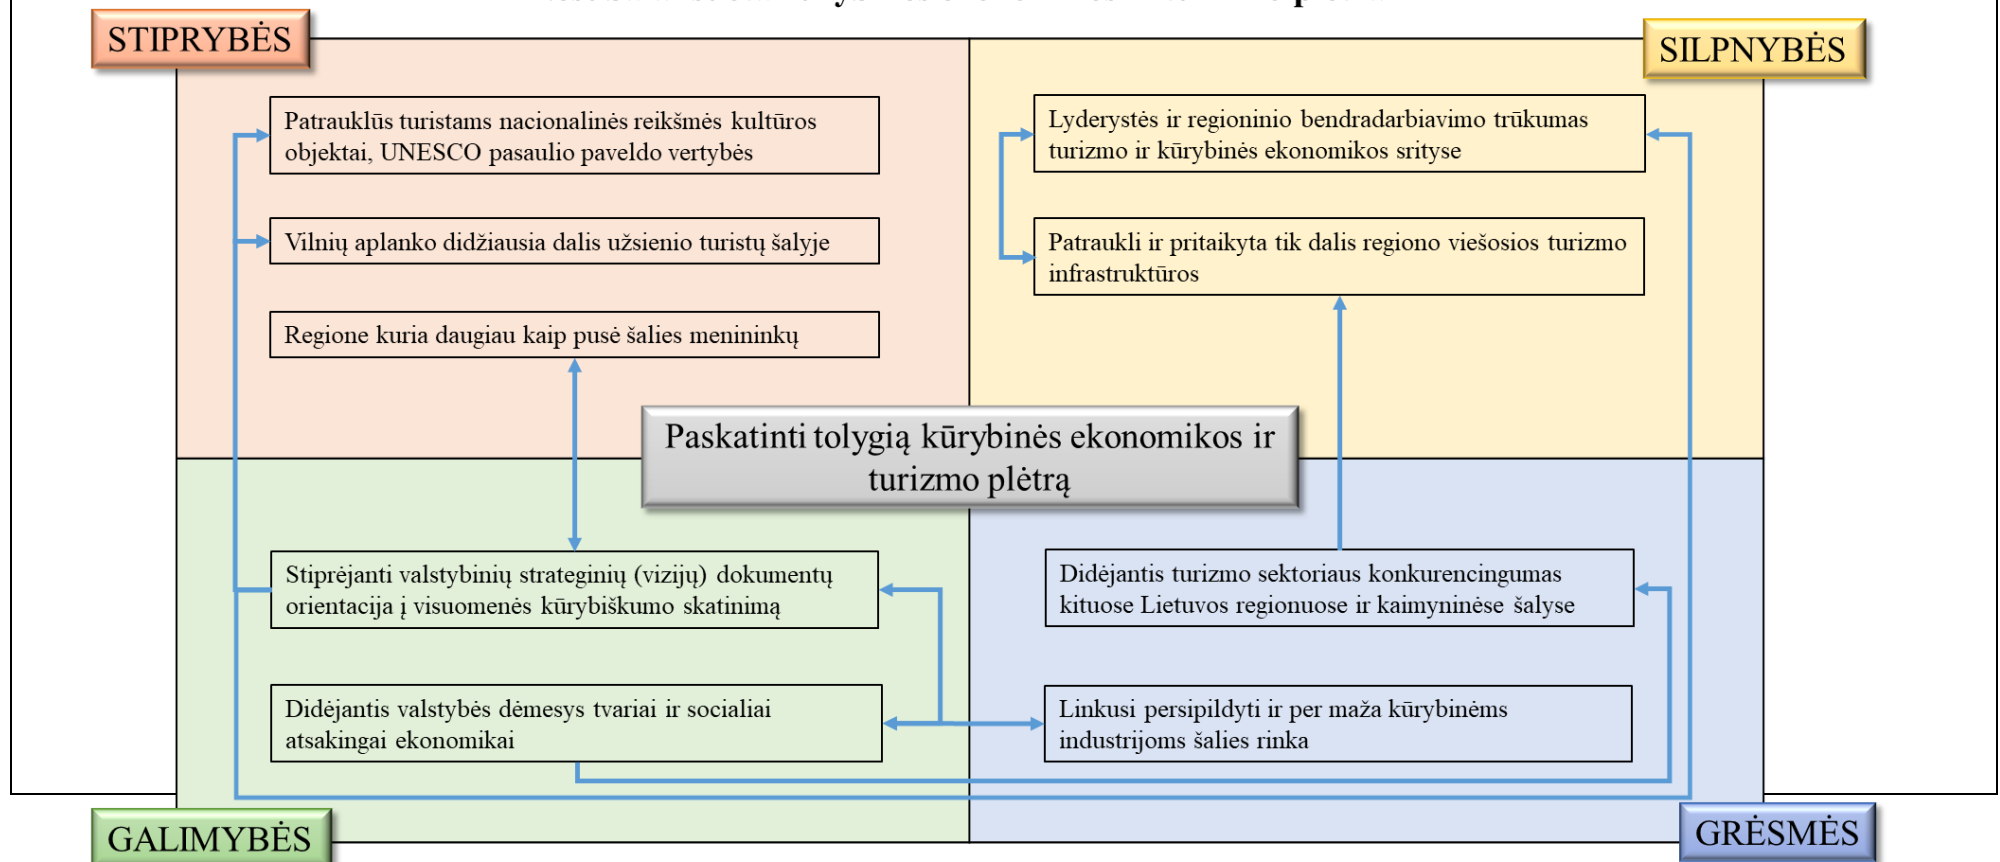 STIPRYBĖS
SILPNYBĖS
Patrauklūs turistams nacionalinės reikšmės kultūros
objektai, UNESCO pasaulio paveldo vertybės
Vilnių aplanko didžiausia dalis užsienio turistų šalyje
Regione kuria daugiau kaip pusė šalies menininkų
Lyderystės ir regioninio bendradarbiavimo trūkumas
turizmo ir kūrybinės ekonomikos srityse
Patraukli ir pritaikyta tik dalis regiono viešosios turizmo
infrastruktūros
Paskatinti tolygią kūrybinės ekonomikos ir
turizmo plėtrą
Stiprėjanti valstybinių strateginių (vizijų) dokumentų
orientacija į visuomenės kūrybiškumo skatinimą
Didėjantis valstybės dėmesys tvariai ir socialiai
atsakingai ekonomikai
Didėjantis turizmo sektoriaus konkurencingumas
kituose Lietuvos regionuose ir kaimyninėse šalyse
Linkusi persipildyti ir per maža kūrybinėms
industrijoms šalies rinka
GALIMYBĖS
GRĖSMĖS